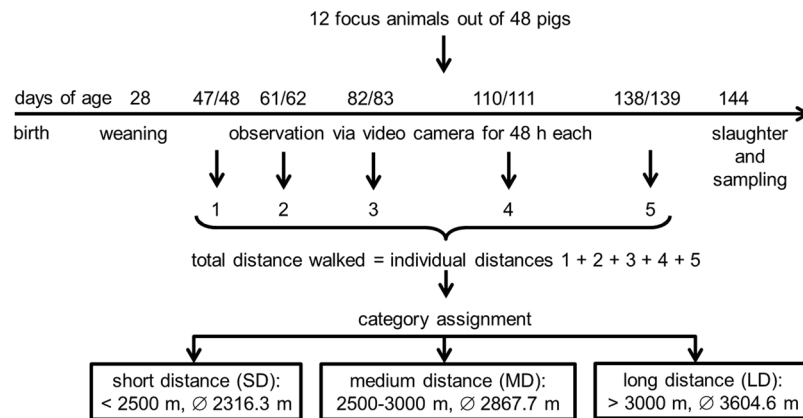 12 focus animals out of 48 pigs
days of age 28 47/48 61/62 82/83 110/111 138/139 144
birth weaning observation via video camera for 48 h each slaughter
and
sampling
1 2 3 4 5
total distance walked = individual distances 1 + 2 + 3 + 4 + 5
category assignment
short distance (SD): medium distance (MD): long distance (LD):
< 2500 m, ∅ 2316.3 m 2500-3000 m, ∅ 2867.7 m > 3000 m, ∅ 3604.6 m